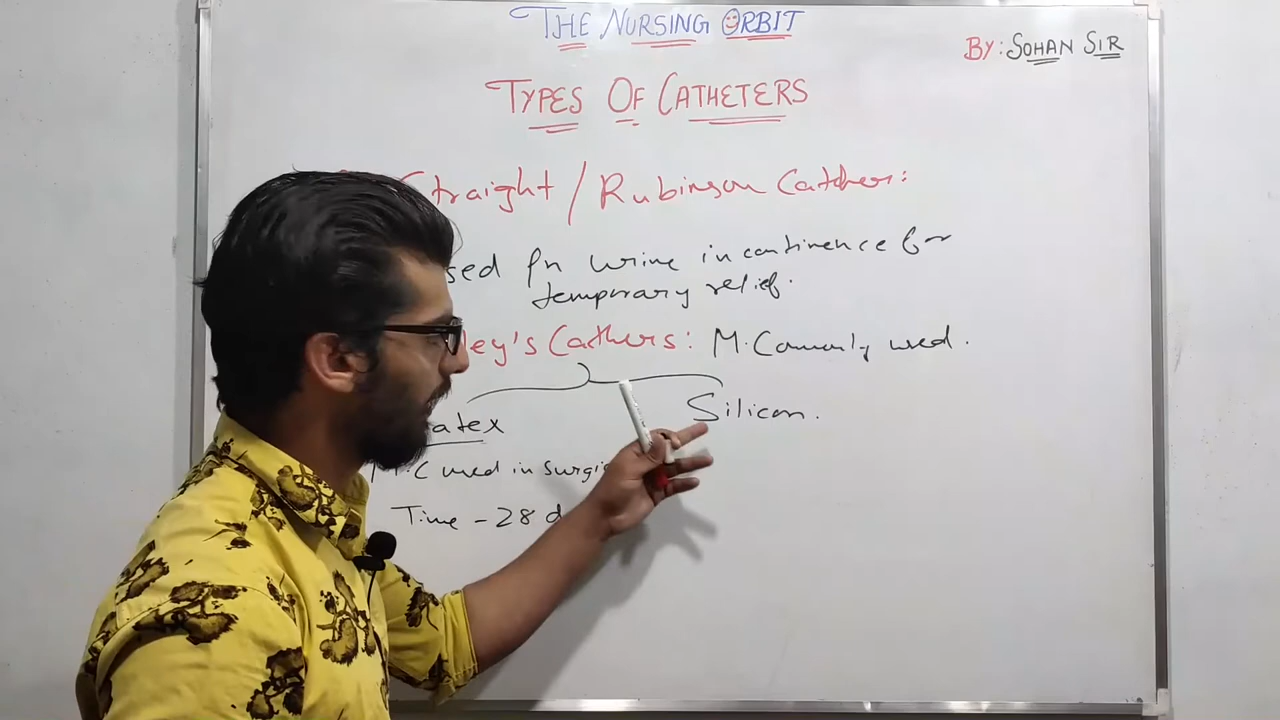 THE NURSING ORBIT
BY: SOHAN SIR
TYPES OF CATHETERS
Straight / Rubinson Catheter:
sed for urine incontinence for
temporary relief.
ley's Cathers: M. Commonly used.
atex
Silicon.
.C used in surgi
Time - 28 d